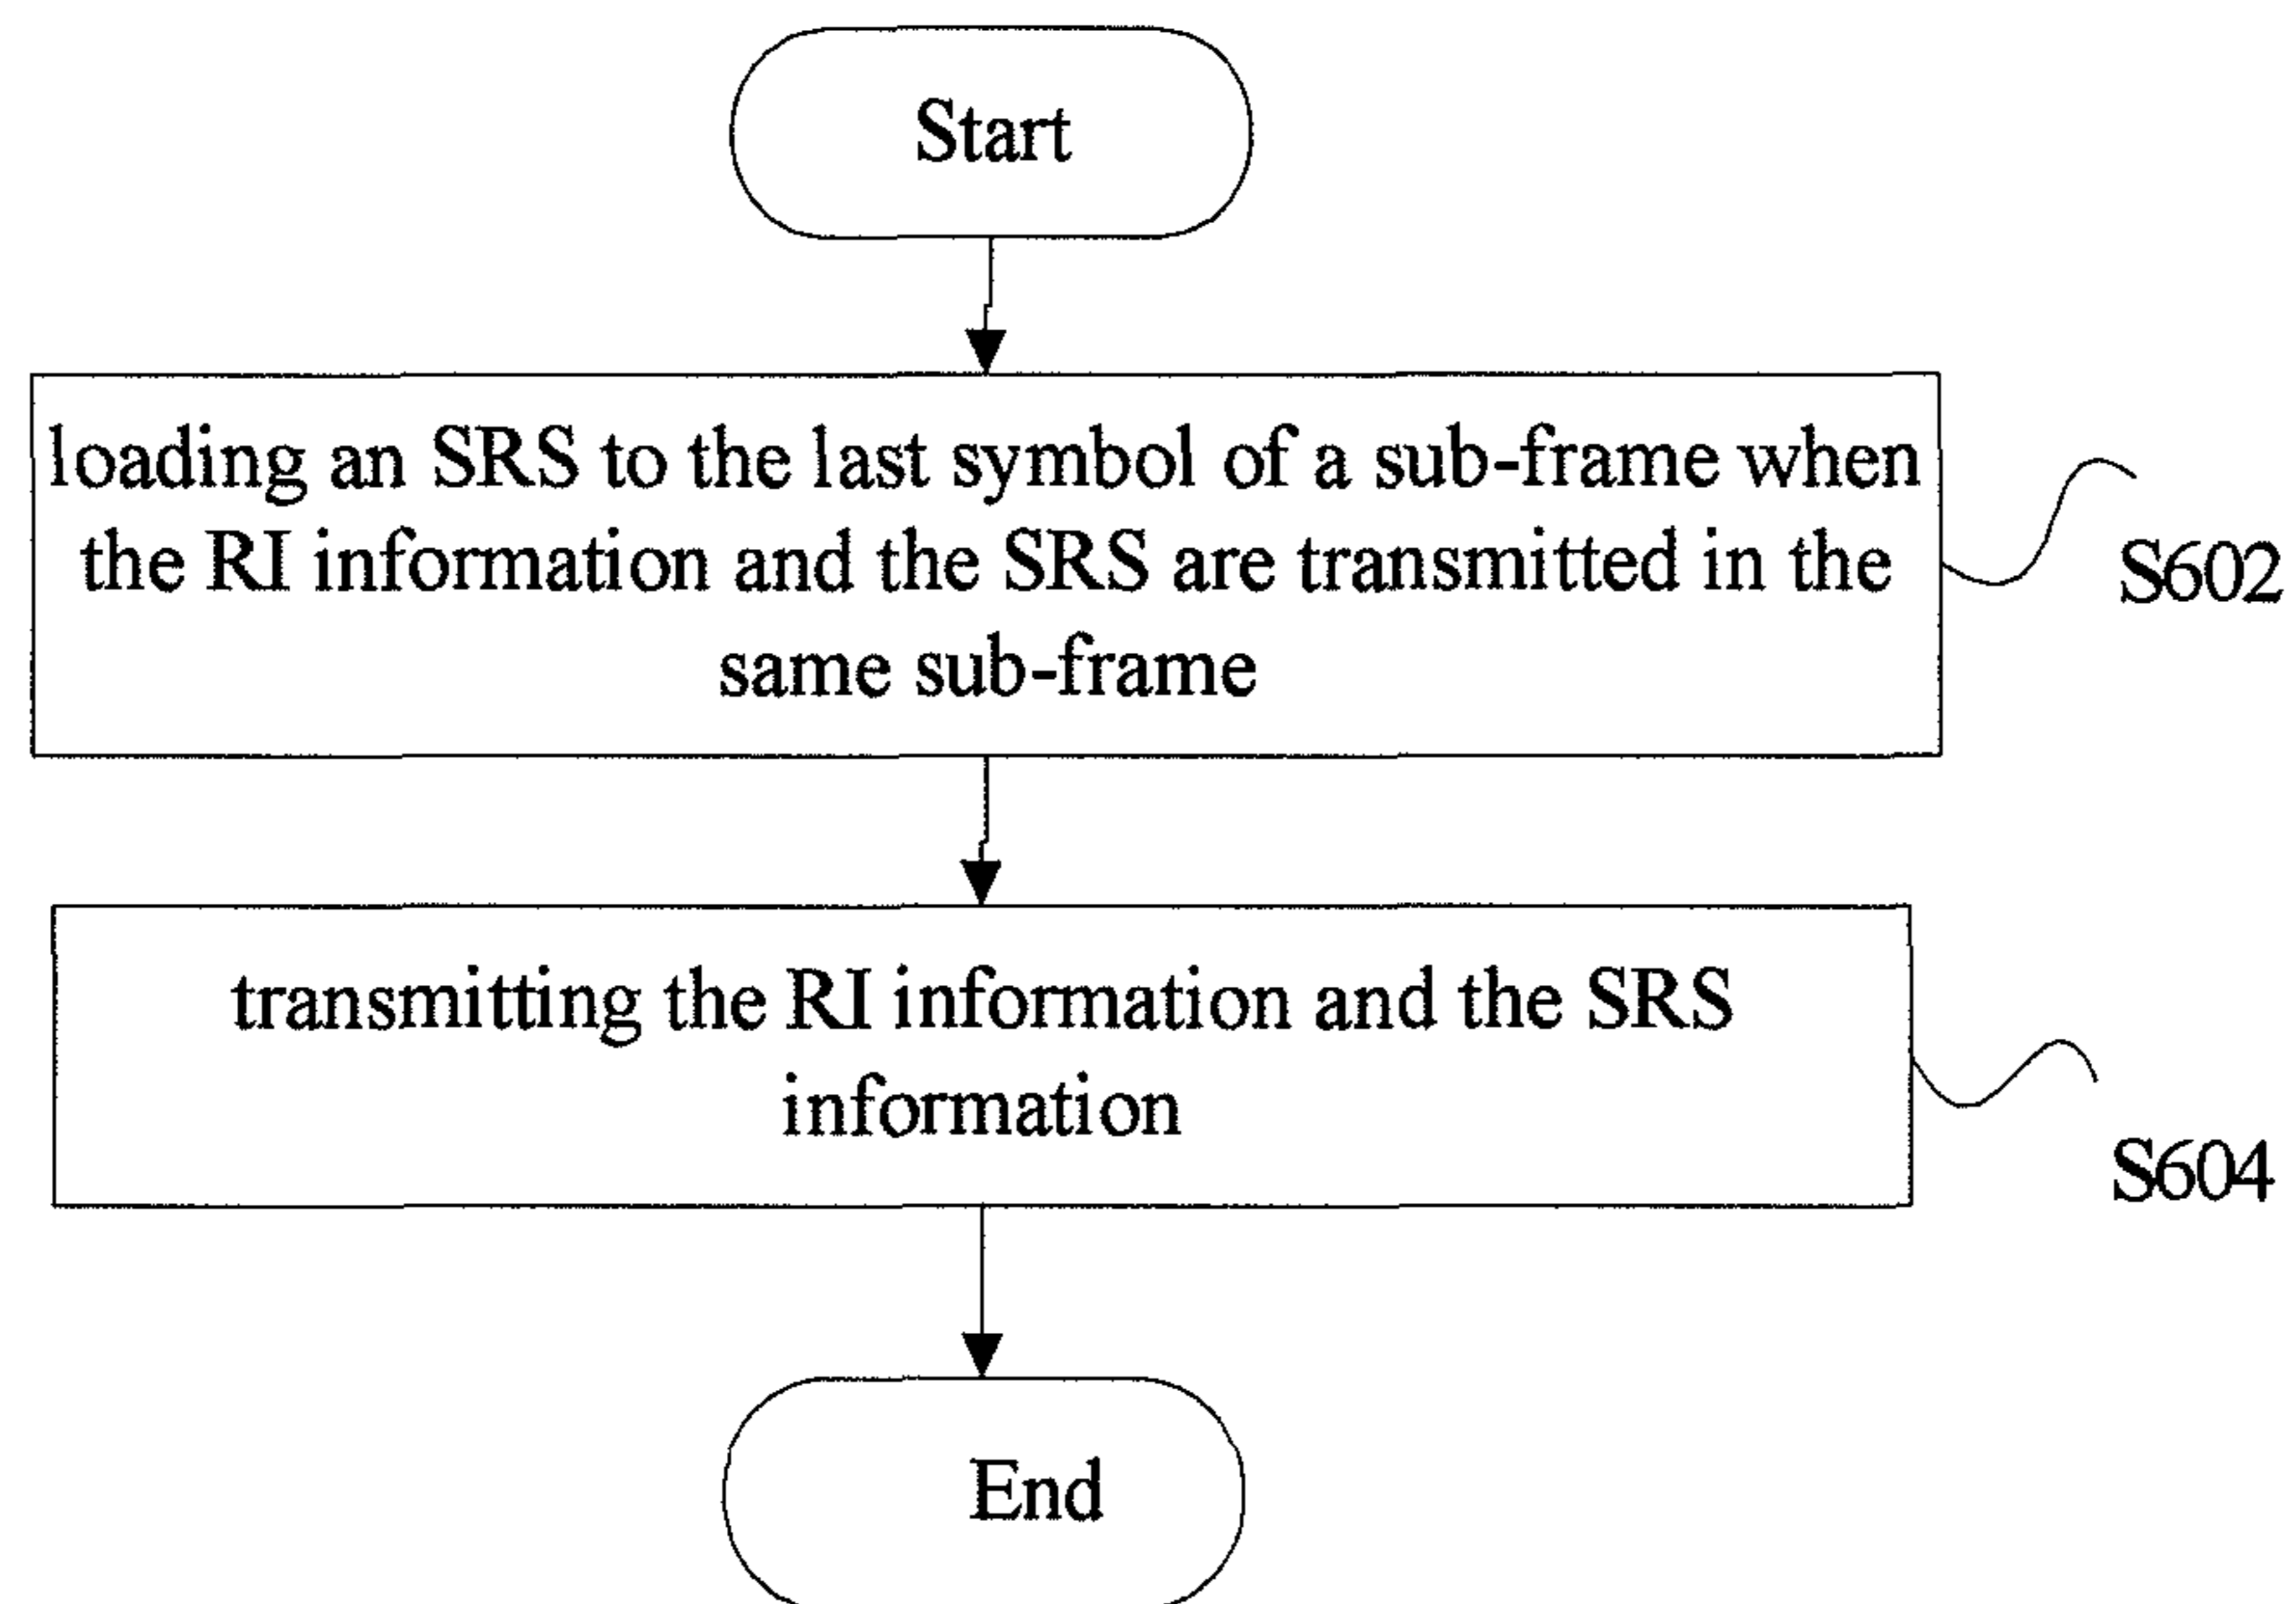 Start
loading an SRS to the last symbol of a sub-frame when
the RI information and the SRS are transmitted in the
same sub-frame
S602
transmitting the RI information and the SRS
information
S604
End